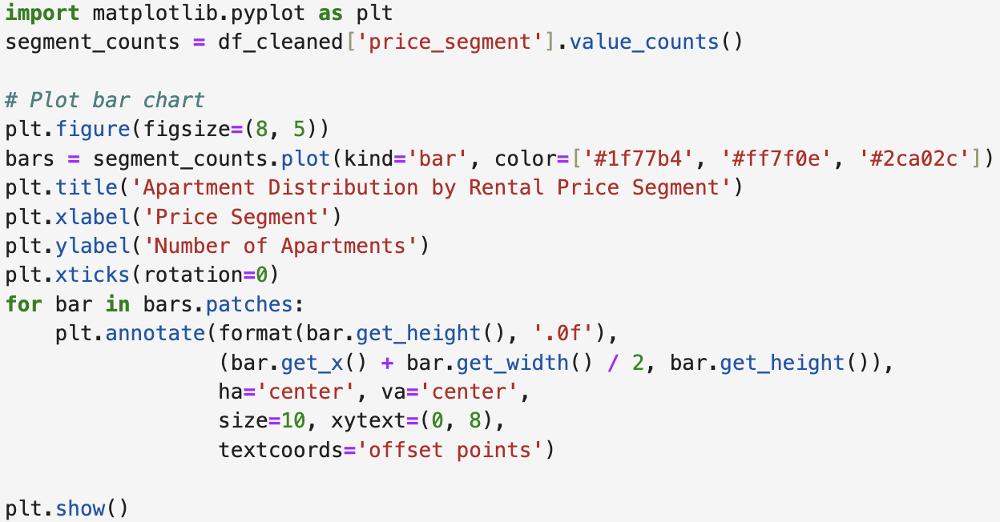 import matplotlib.pyplot as plt
segment_counts = df_cleaned['price_segment'].value_counts()

# Plot bar chart
plt.figure(figsize=(8, 5))
bars = segment_counts.plot(kind='bar', color=['#1f77b4', '#ff7f0e', '#2ca02c'])
plt.title('Apartment Distribution by Rental Price Segment')
plt.xlabel('Price Segment')
plt.ylabel('Number of Apartments')
plt.xticks(rotation=0)
for bar in bars.patches:
    plt.annotate(format(bar.get_height(), '.0f'),
                 (bar.get_x() + bar.get_width() / 2, bar.get_height()),
                 ha='center', va='center',
                 size=10, xytext=(0, 8),
                 textcoords='offset points')

plt.show()